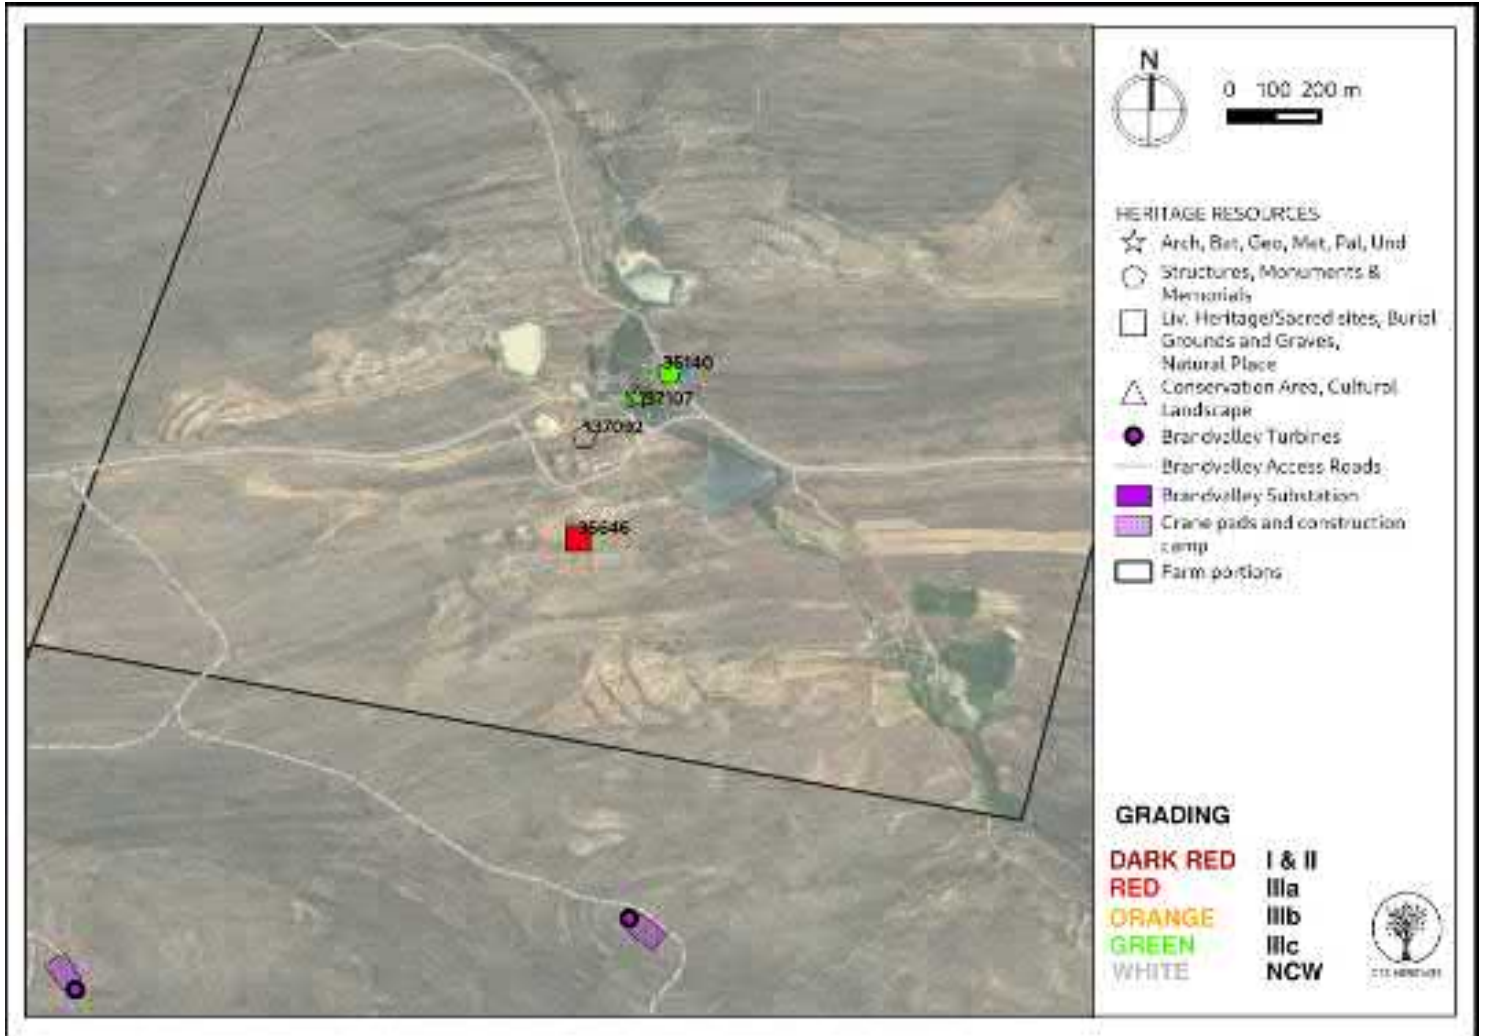 N
0 100 200 m
HERITAGE RESOURCES
Arch, Bat, Geo, Met, Pal, Und
Structures, Monuments &
Memorials
Liv. Heritage/Sacred sites, Burial
Grounds and Graves,
Natural Place
Conservation Area, Cultural
Landscape
Brandvalley Turbines
Brandvalley Access Roads
Brandvalley Substation
Crane pads and construction
camp
Farm portions
35140
137107
137092
35646
GRADING
DARK RED I & II
RED IIIa
ORANGE IIIb
GREEN IIIc
WHITE NCW
CTS HERITAGE